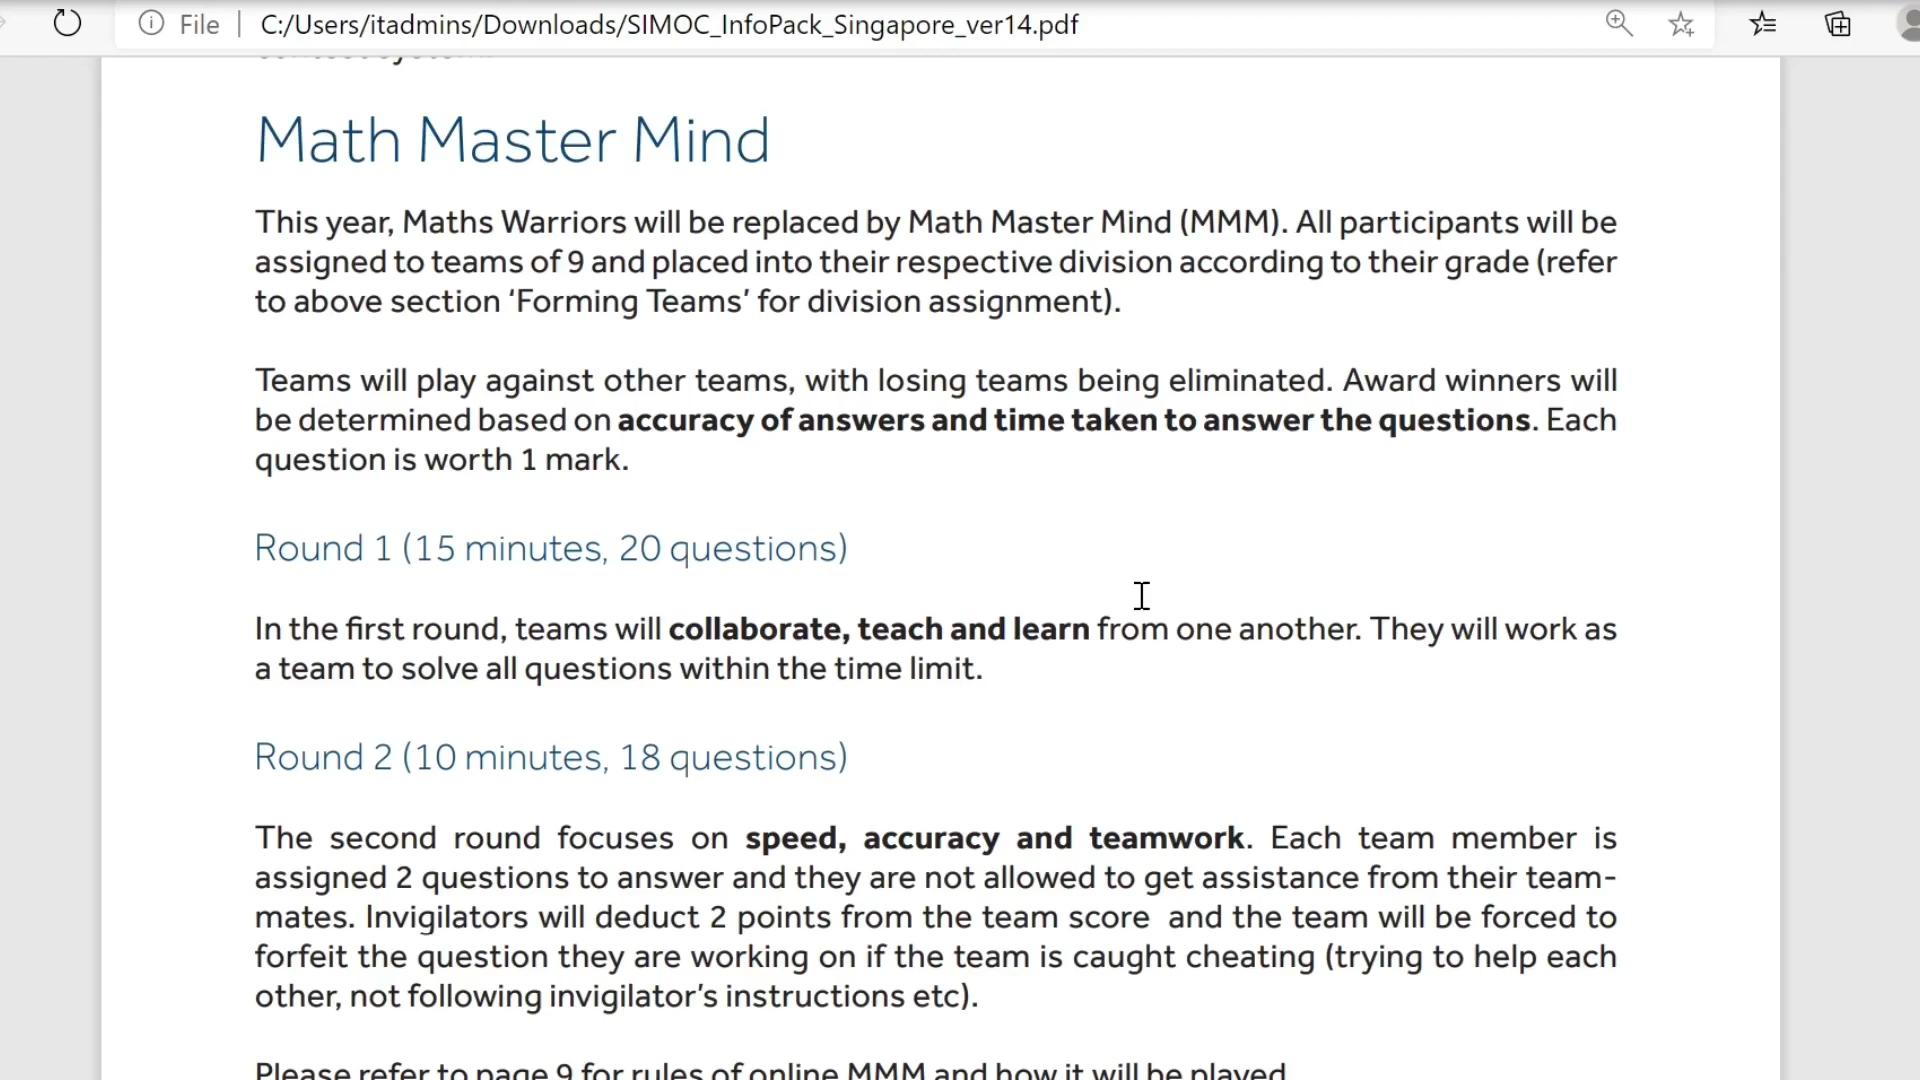 File C:/Users/itadmins/Downloads/SIMOC_InfoPack_Singapore_ver14.pdf
Math Master Mind
This year, Maths Warriors will be replaced by Math Master Mind (MMM). All participants will be
assigned to teams of 9 and placed into their respective division according to their grade (refer
to above section ‘Forming Teams’ for division assignment).
Teams will play against other teams, with losing teams being eliminated. Award winners will
be determined based on accuracy of answers and time taken to answer the questions. Each
question is worth 1 mark.
Round 1 (15 minutes, 20 questions)
In the first round, teams will collaborate, teach and learn from one another. They will work as
a team to solve all questions within the time limit.
Round 2 (10 minutes, 18 questions)
The second round focuses on speed, accuracy and teamwork. Each team member is
assigned 2 questions to answer and they are not allowed to get assistance from their team-
mates. Invigilators will deduct 2 points from the team score and the team will be forced to
forfeit the question they are working on if the team is caught cheating (trying to help each
other, not following invigilator’s instructions etc).
Please refer to page 9 for rules of online MMM and how it will be played